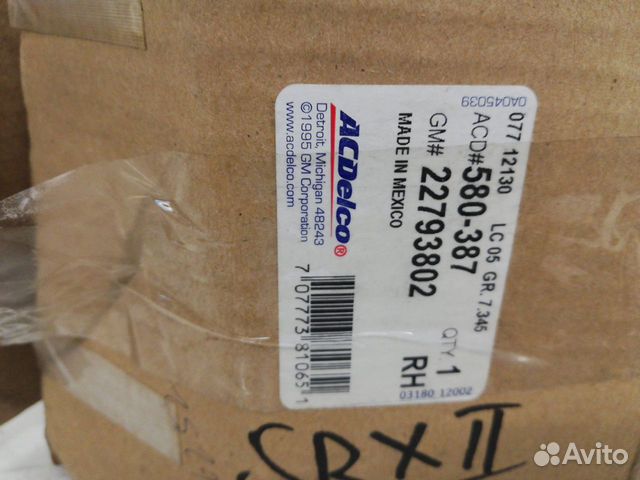 0A045039
077 12130 LC 05 GR. 7.345
ACD#580-387 QTY. 1
GM# 22793802 RH
MADE IN MEXICO
ACDelco®
Detroit, Michigan 48243
©1995 GM Corporation
www.acdelco.com
7 07773 81065 1
03180 12002
SRX II
Avito